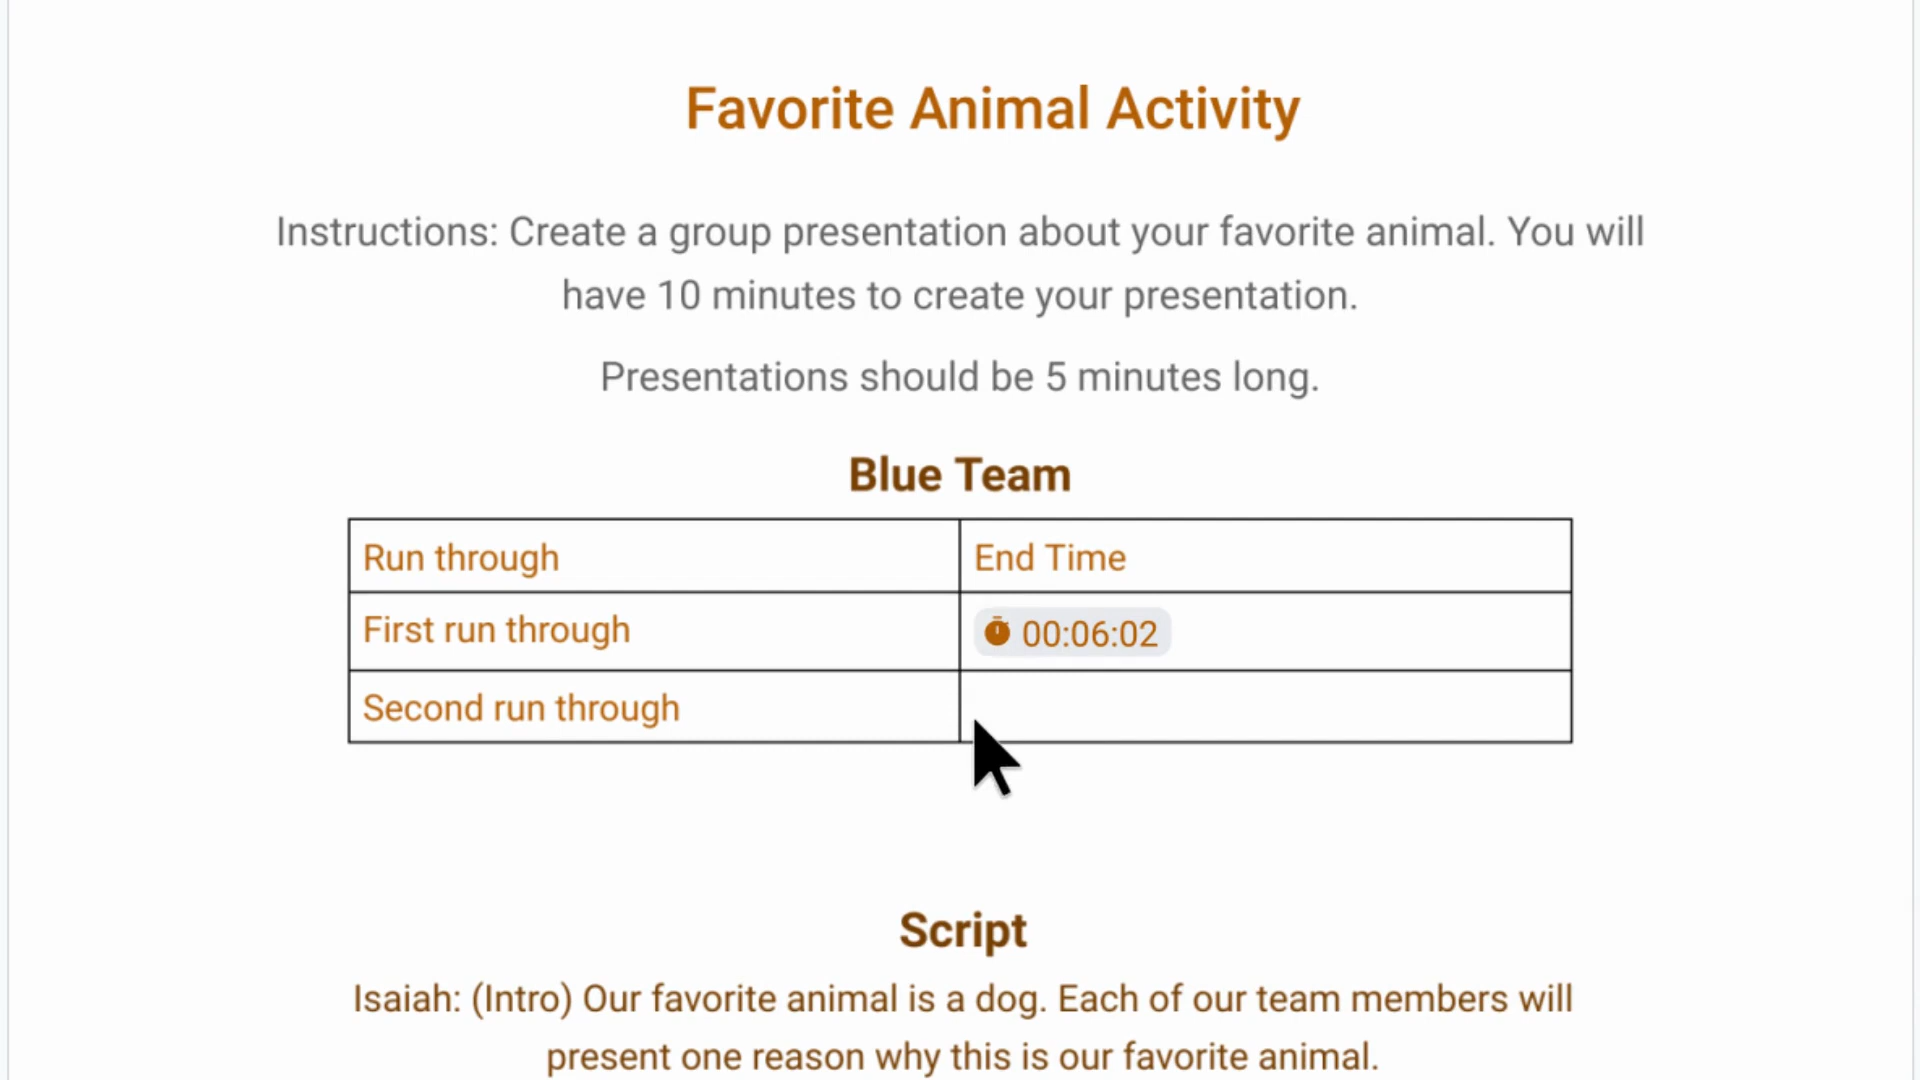 Favorite Animal Activity
Instructions: Create a group presentation about your favorite animal. You will
have 10 minutes to create your presentation.
Presentations should be 5 minutes long.
Blue Team
Run through End Time
First run through 00:06:02
Second run through
Script
Isaiah: (Intro) Our favorite animal is a dog. Each of our team members will
present one reason why this is our favorite animal.